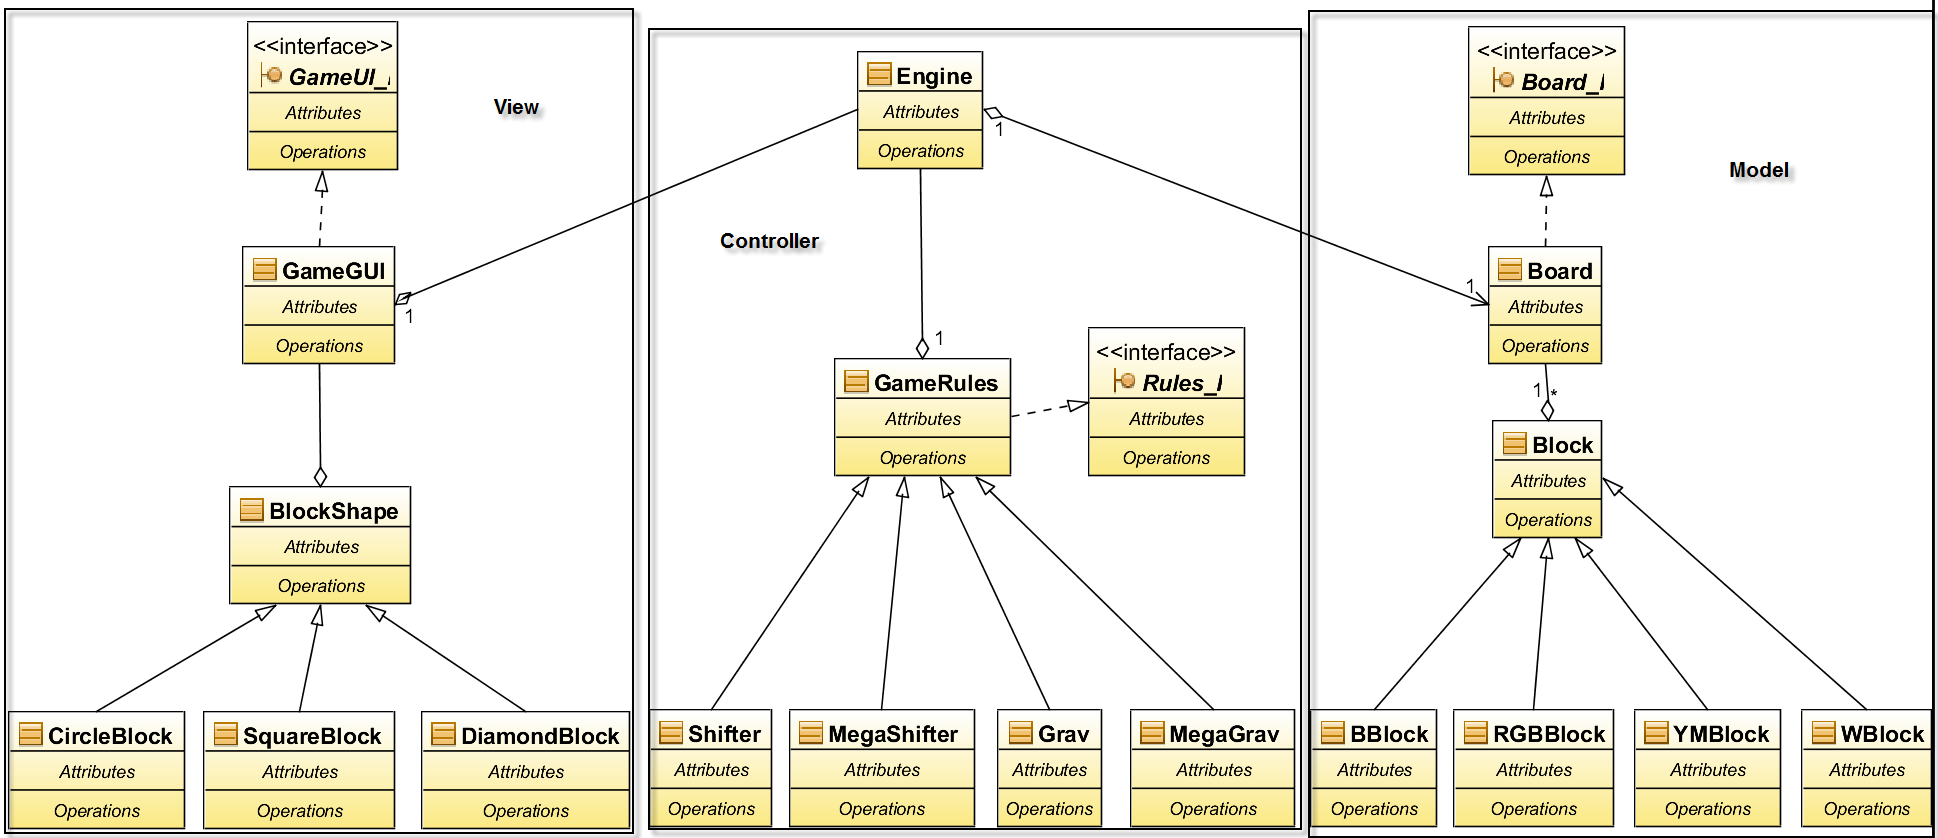 <<interface>>
GameUI_I
Attributes
Operations
View
GameGUI
Attributes
Operations
1
BlockShape
Attributes
Operations
CircleBlock
Attributes
Operations
SquareBlock
Attributes
Operations
DiamondBlock
Attributes
Operations
Engine
Attributes
Operations
1
Controller
1
GameRules
Attributes
Operations
<<interface>>
Rules_I
Attributes
Operations
Shifter
Attributes
Operations
MegaShifter
Attributes
Operations
Grav
Attributes
Operations
MegaGrav
Attributes
Operations
<<interface>>
Board_I
Attributes
Operations
Model
1
Board
Attributes
Operations
1 *
Block
Attributes
Operations
BBlock
Attributes
Operations
RGBBlock
Attributes
Operations
YMBlock
Attributes
Operations
WBlock
Attributes
Operations